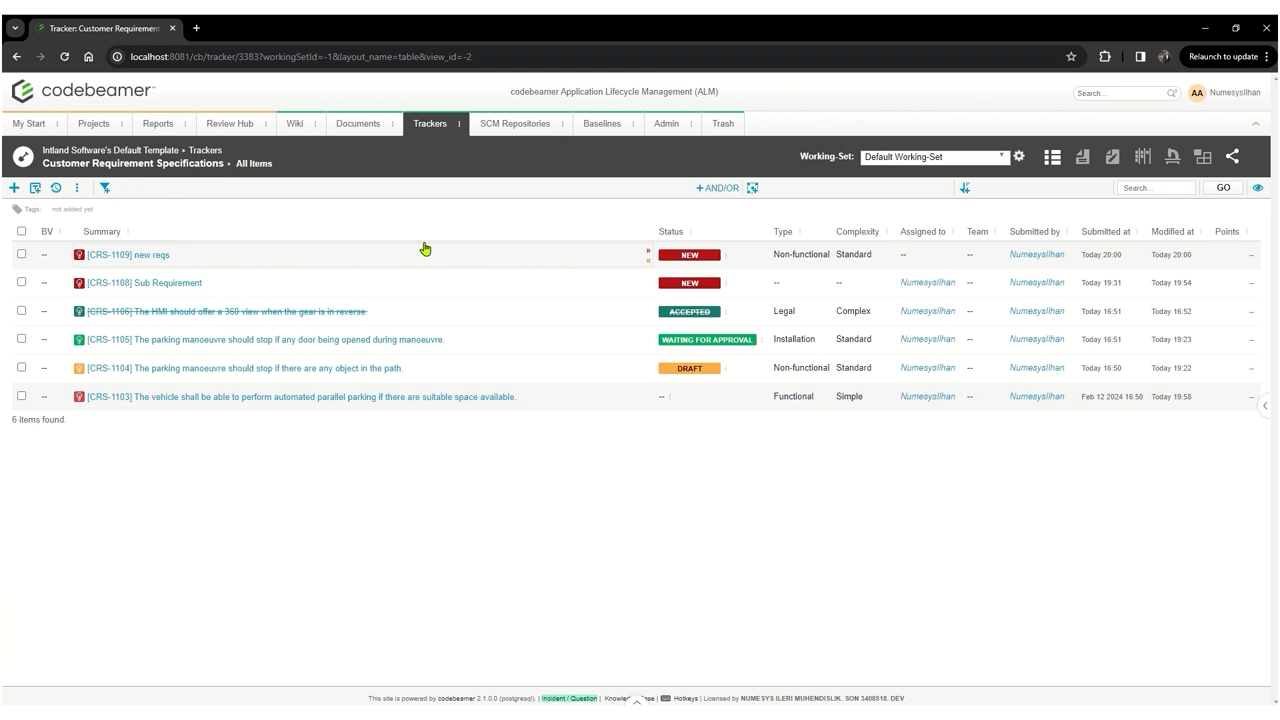 Tracker: Customer Requirement
localhost:8081/cb/tracker/3383?workingSetId=-1&layout_name=table&view_id=-2
Relaunch to update
codebeamer
codebeamer Application Lifecycle Management (ALM)
Search...
AA
NumesysIlhan
My Start Projects Reports Review Hub Wiki Documents Trackers SCM Repositories Baselines Admin Trash
Intland Software's Default Template • Trackers
Customer Requirement Specifications • All Items
Working-Set: Default Working-Set
+AND/OR
Search...
GO
Tags: not added yet
BV Summary Status Type Complexity Assigned to Team Submitted by Submitted at Modified at Points
-- [CRS-1109] new reqs NEW Non-functional Standard -- -- NumesysIlhan Today 20:00 Today 20:00 --
-- [CRS-1108] Sub Requirement NEW -- -- NumesysIlhan -- NumesysIlhan Today 19:31 Today 19:54 --
-- [CRS-1106] The HMI should offer a 360 view when the gear is in reverse. ACCEPTED Legal Complex NumesysIlhan -- NumesysIlhan Today 16:51 Today 16:52 --
-- [CRS-1105] The parking manoeuvre should stop if any door being opened during manoeuvre. WAITING FOR APPROVAL Installation Standard NumesysIlhan -- NumesysIlhan Today 16:51 Today 19:23 --
-- [CRS-1104] The parking manoeuvre should stop if there are any object in the path. DRAFT Non-functional Standard NumesysIlhan -- NumesysIlhan Today 16:50 Today 19:22 --
-- [CRS-1103] The vehicle shall be able to perform automated parallel parking if there are suitable space available. -- Functional Simple NumesysIlhan -- NumesysIlhan Feb 12 2024 16:50 Today 19:58 --
6 items found.
This site is powered by codebeamer 2.1.0.0 (postgresql). | Incident / Question | Hotkeys | Licensed by NUMESYS ILERI MUHENDISLIK. SON 3408518. DEV